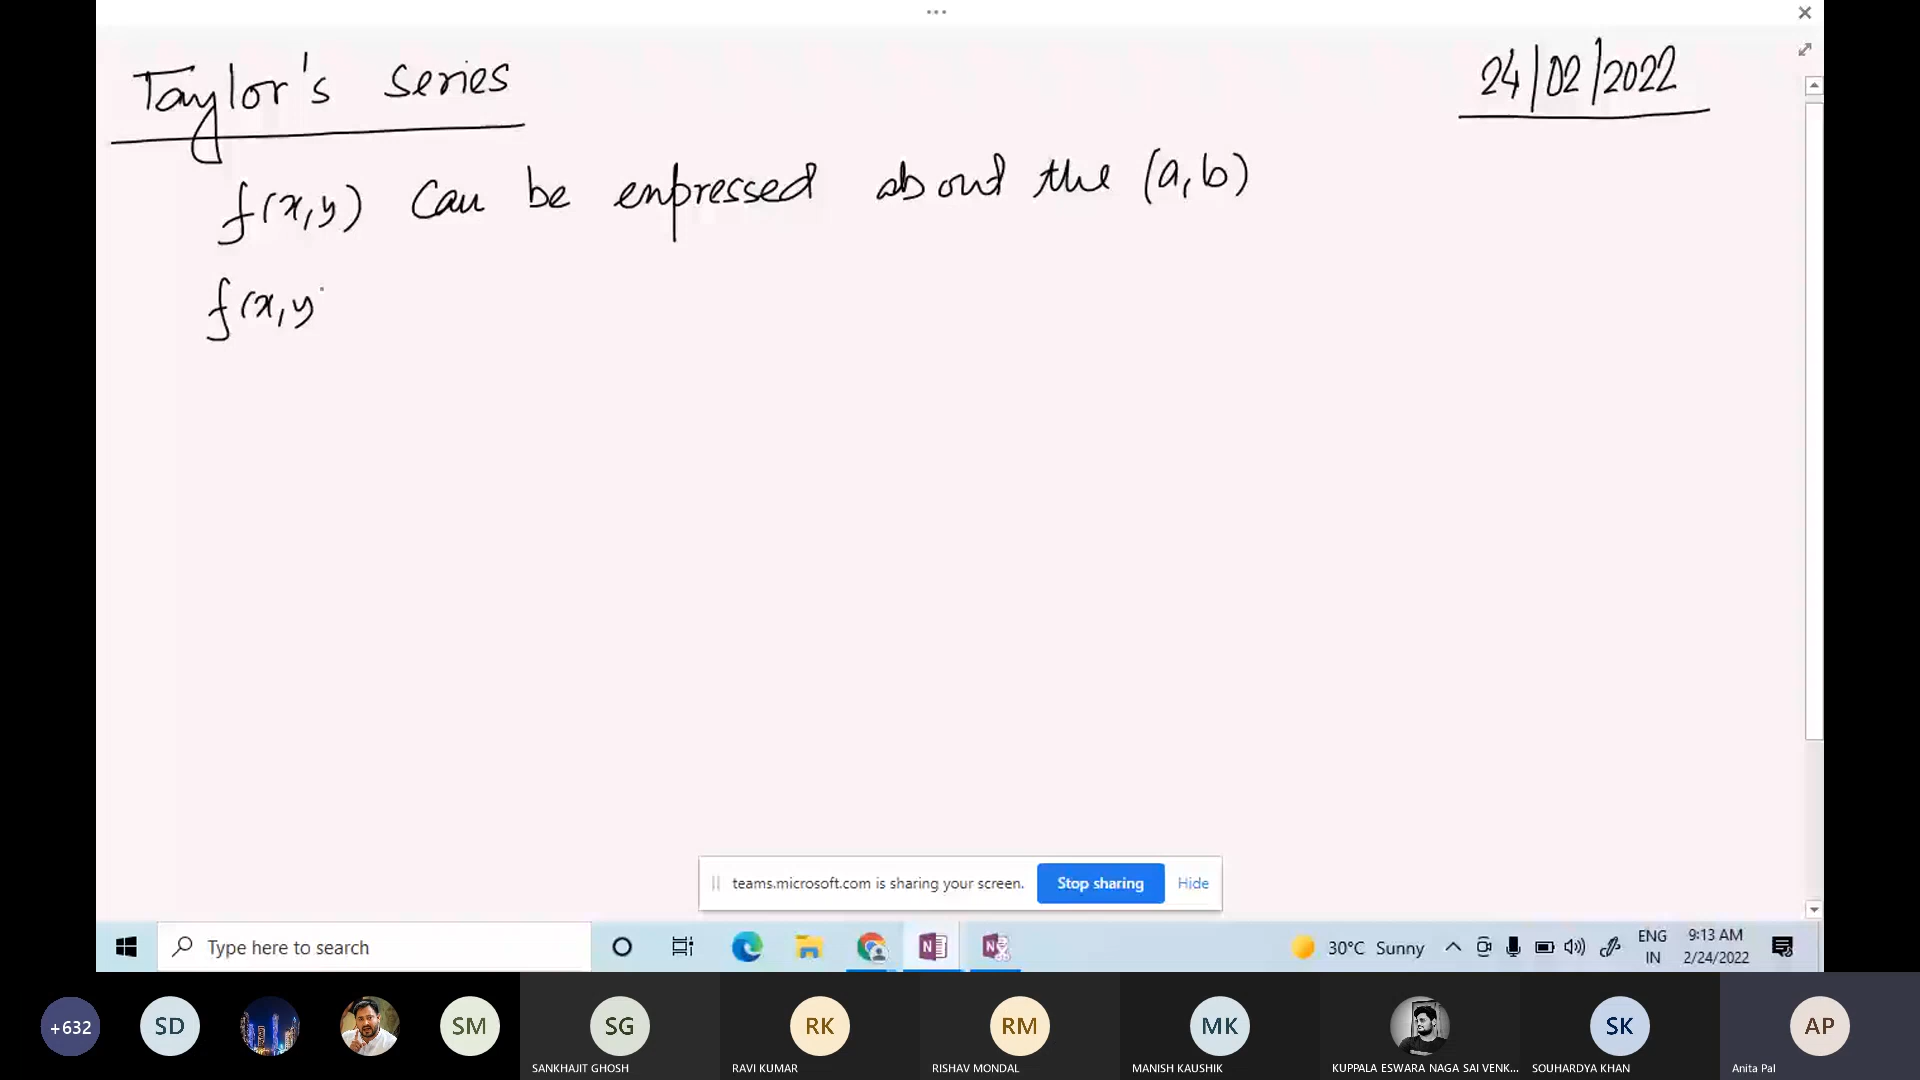 Taylor's series
24/02/2022
f(x,y) can be expressed about the (a,b)
f(x,y
teams.microsoft.com is sharing your screen. Stop sharing Hide
Type here to search
30°C Sunny
ENG
IN
9:13 AM
2/24/2022
+632
SD
SM
SG
RK
RM
MK
SK
AP
SANKHAJIT GHOSH
RAVI KUMAR
RISHAV MONDAL
MANISH KAUSHIK
KUPPALA ESWARA NAGA SAI VENK...
SOUHARDYA KHAN
Anita Pal